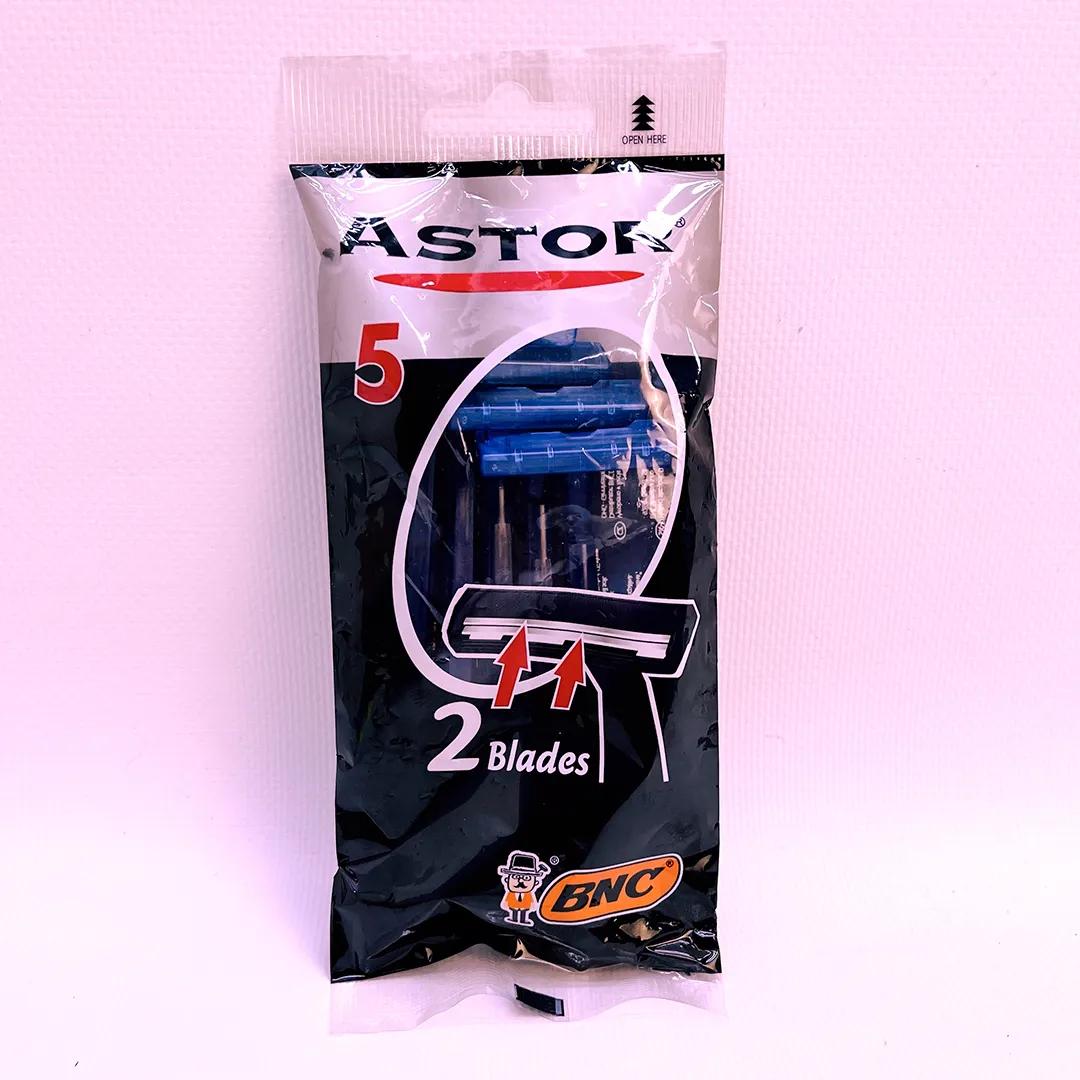 OPEN HERE
ASTOR®
5
2 Blades
®
BNC®